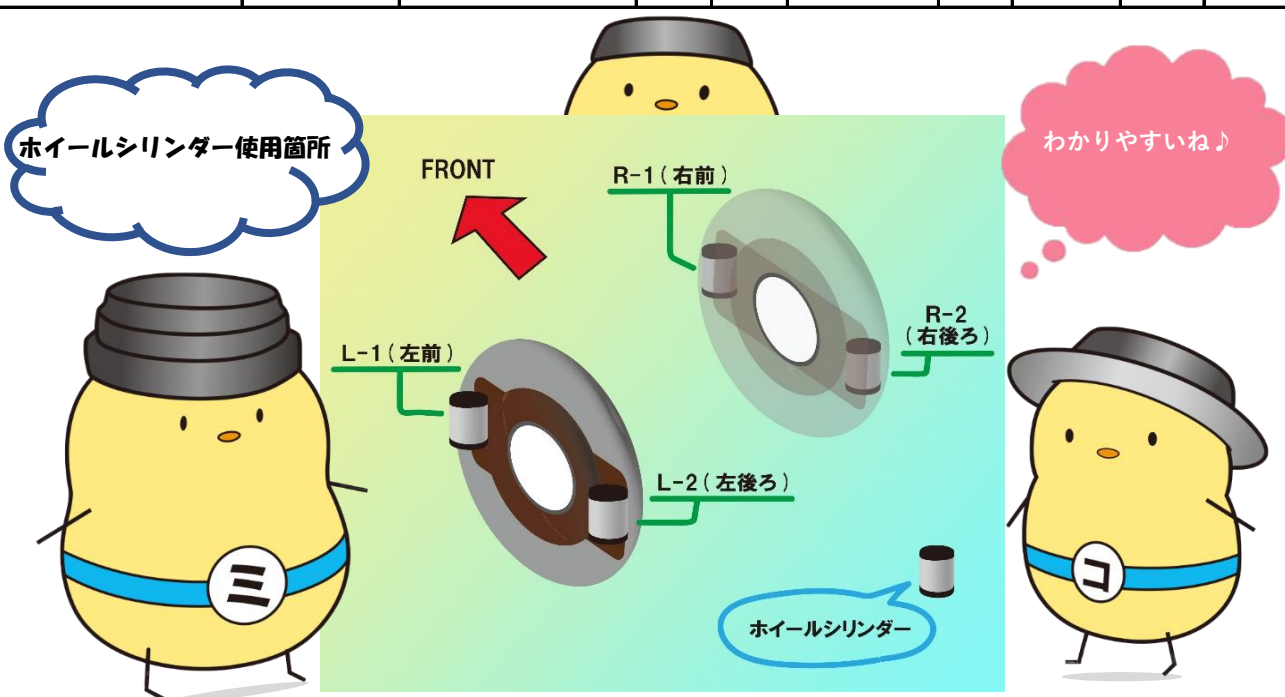 ホイールシリンダー使用箇所
わかりやすいね♪
FRONT
R-1(右前)
R-2
(右後ろ)
L-1(左前)
L-2(左後ろ)
ホイールシリンダー
ミ
コ